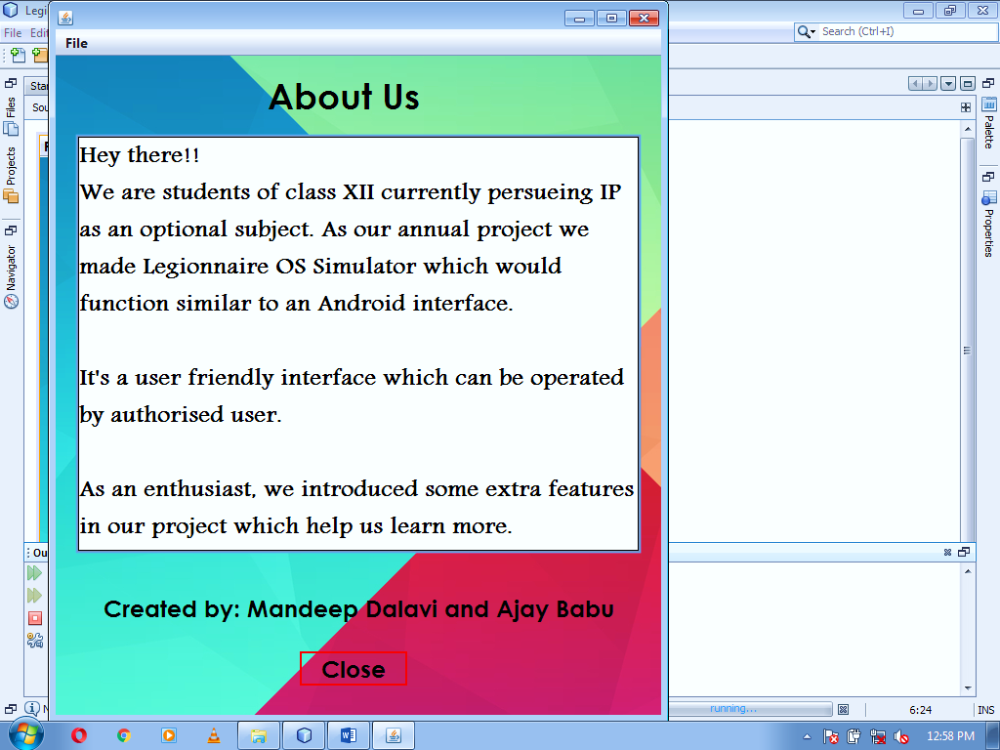 Legi
File Edi
Search (Ctrl+I)
File
About Us
Star
Sou
Files
Projects
Navigator
Palette
Properties
Hey there!!
We are students of class XII currently persueing IP
as an optional subject. As our annual project we
made Legionnaire OS Simulator which would
function similar to an Android interface.
It's a user friendly interface which can be operated
by authorised user.
As an enthusiast, we introduced some extra features
in our project which help us learn more.
Ou
Created by: Mandeep Dalavi and Ajay Babu
Close
running...
6:24
INS
12:58 PM